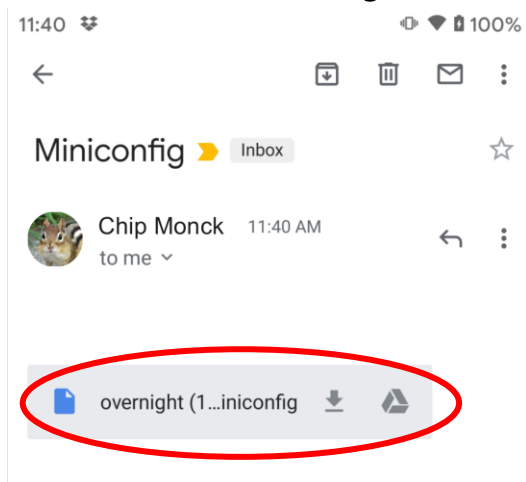 11:40 100%
Miniconfig Inbox
Chip Monck 11:40 AM
to me
overnight (1...iniconfig